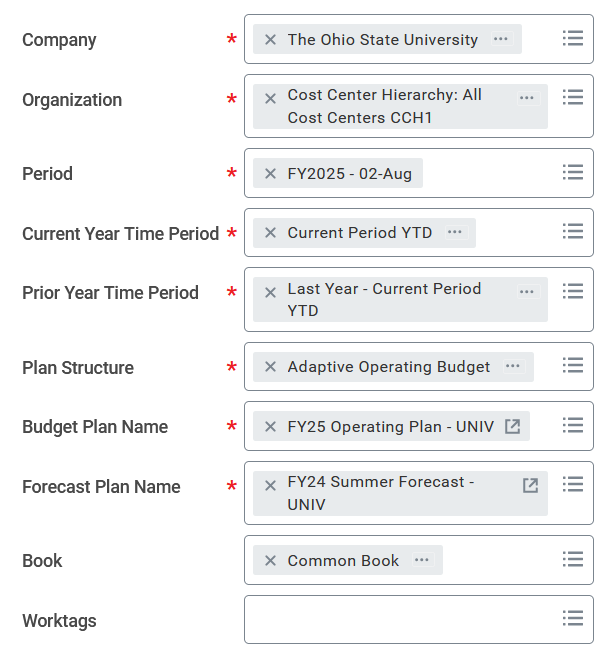 Company * The Ohio State University
Organization * Cost Center Hierarchy: All
Cost Centers CCH1
Period * FY2025 - 02-Aug
Current Year Time Period * Current Period YTD
Prior Year Time Period * Last Year - Current Period
YTD
Plan Structure * Adaptive Operating Budget
Budget Plan Name * FY25 Operating Plan - UNIV
Forecast Plan Name * FY24 Summer Forecast -
UNIV
Book Common Book
Worktags